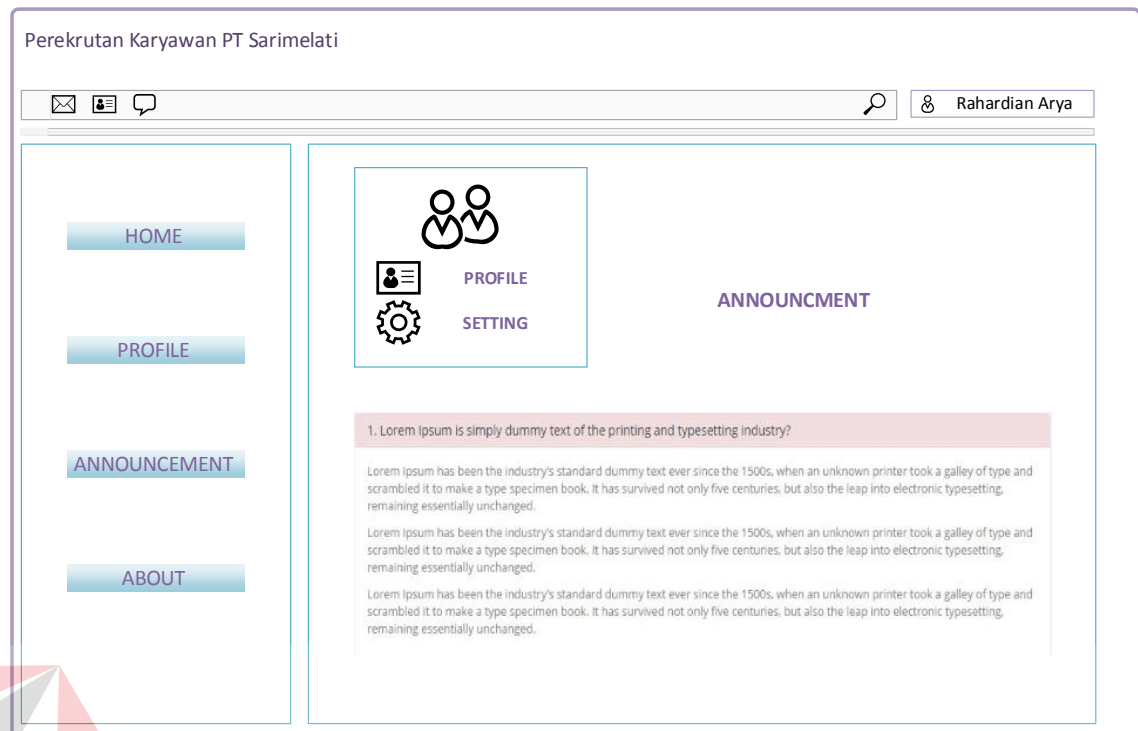 Perekrutan Karyawan PT Sarimelati
Rahardian Arya
HOME
PROFILE
ANNOUNCEMENT
ABOUT
PROFILE
SETTING
ANNOUNCMENT
1. Lorem Ipsum is simply dummy text of the printing and typesetting industry?
Lorem Ipsum has been the industry's standard dummy text ever since the 1500s, when an unknown printer took a galley of type and
scrambled it to make a type specimen book. It has survived not only five centuries, but also the leap into electronic typesetting,
remaining essentially unchanged.
Lorem Ipsum has been the industry's standard dummy text ever since the 1500s, when an unknown printer took a galley of type and
scrambled it to make a type specimen book. It has survived not only five centuries, but also the leap into electronic typesetting,
remaining essentially unchanged.
Lorem Ipsum has been the industry's standard dummy text ever since the 1500s, when an unknown printer took a galley of type and
scrambled it to make a type specimen book. It has survived not only five centuries, but also the leap into electronic typesetting,
remaining essentially unchanged.